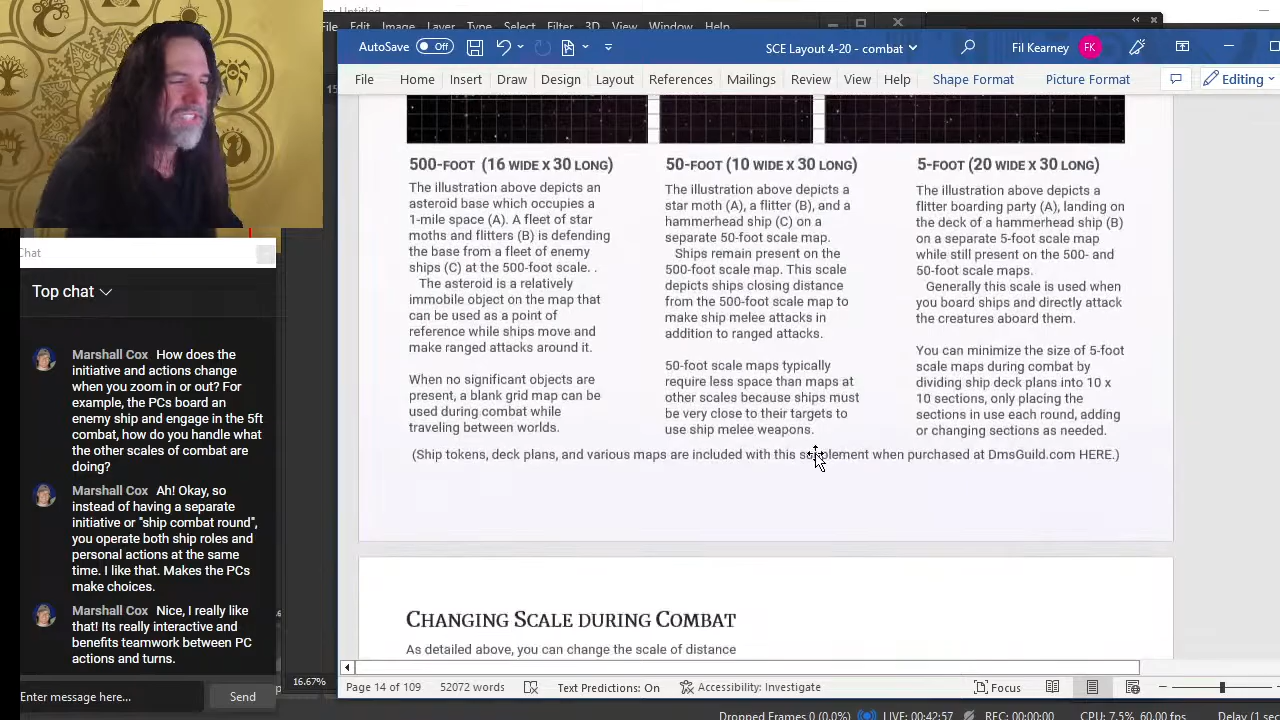 File Edit Image Layer Type Select Filter 3D View Window Help
AutoSave Off
SCE Layout 4-20 - combat
Fil Kearney FK
File Home Insert Draw Design Layout References Mailings Review View Help Shape Format Picture Format Editing
500-FOOT (16 WIDE X 30 LONG)
The illustration above depicts an
asteroid base which occupies a
1-mile space (A). A fleet of star
moths and flitters (B) is defending
the base from a fleet of enemy
ships (C) at the 500-foot scale. .
The asteroid is a relatively
immobile object on the map that
can be used as a point of
reference while ships move and
make ranged attacks around it.
When no significant objects are
present, a blank grid map can be
used during combat while
traveling between worlds.
50-FOOT (10 WIDE X 30 LONG)
The illustration above depicts a
star moth (A), a flitter (B), and a
hammerhead ship (C) on a
separate 50-foot scale map.
Ships remain present on the
500-foot scale map. This scale
depicts ships closing distance
from the 500-foot scale map to
make ship melee attacks in
addition to ranged attacks.
50-foot scale maps typically
require less space than maps at
other scales because ships must
be very close to their targets to
use ship melee weapons.
5-FOOT (20 WIDE X 30 LONG)
The illustration above depicts a
flitter boarding party (A), landing on
the deck of a hammerhead ship (B)
on a separate 5-foot scale map
while still present on the 500- and
50-foot scale maps.
Generally this scale is used when
you board ships and directly attack
the creatures aboard them.
You can minimize the size of 5-foot
scale maps during combat by
dividing ship deck plans into 10 x
10 sections, only placing the
sections in use each round, adding
or changing sections as needed.
(Ship tokens, deck plans, and various maps are included with this supplement when purchased at DmsGuild.com HERE.)
CHANGING SCALE DURING COMBAT
As detailed above, you can change the scale of distance
Chat
Top chat
Marshall Cox How does the
initiative and actions change
when you zoom in or out? For
example, the PCs board an
enemy ship and engage in the 5ft
combat, how do you handle what
the other scales of combat are
doing?
Marshall Cox Ah! Okay, so
instead of having a separate
initiative or "ship combat round",
you operate both ship roles and
personal actions at the same
time. I like that. Makes the PCs
make choices.
Marshall Cox Nice, I really like
that! Its really interactive and
benefits teamwork between PC
actions and turns.
Enter message here... Send
16.67%
Page 14 of 109 52072 words Text Predictions: On Accessibility: Investigate Focus
Dropped Frames 0 (0.0%) LIVE: 00:42:57 REC: 00:00:00 CPU: 7.5%, 60.00 fps Delay (1 sec